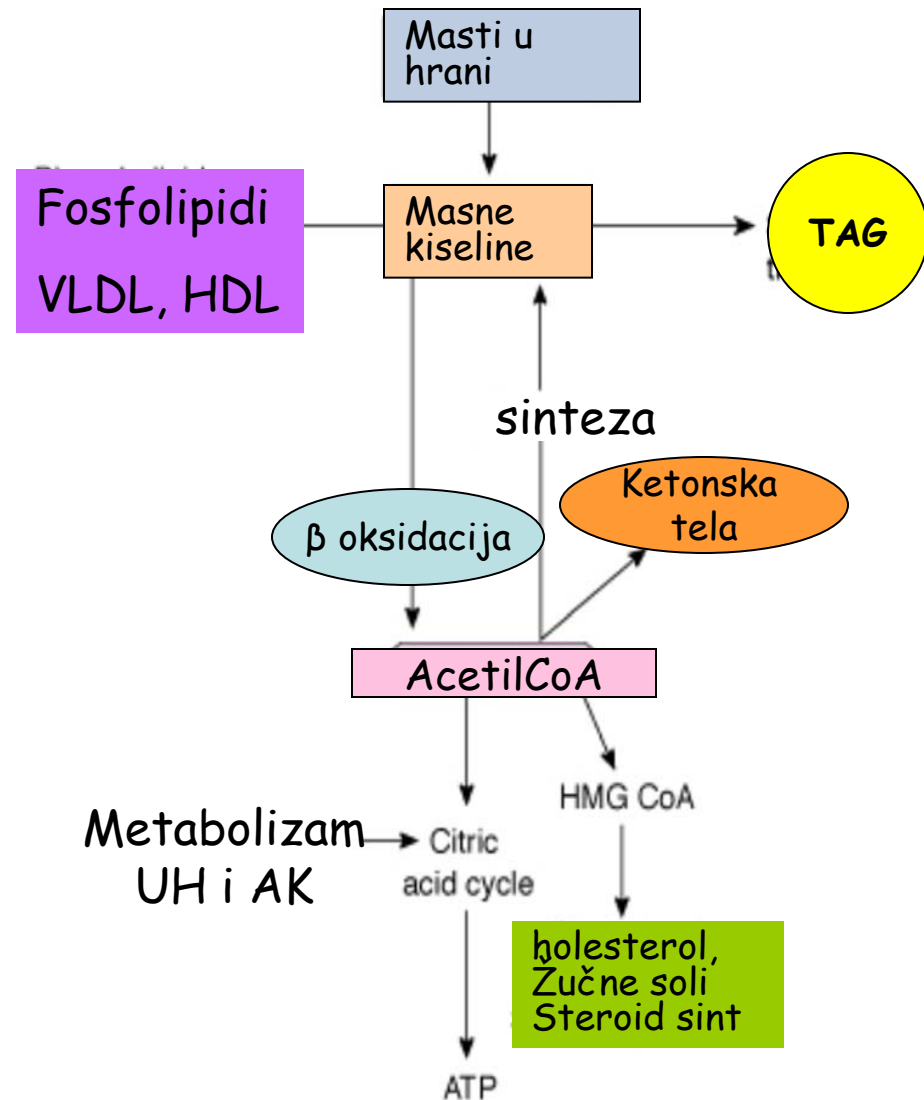 Masti u
hrani
Fosfolipidi
VLDL, HDL
Masne
kiseline
TAG
sinteza
Ketonska
tela
β oksidacija
AcetilCoA
HMG CoA
Metabolizam
UH i AK
Citric
acid cycle
holesterol,
Žučne soli
Steroid sint
ATP